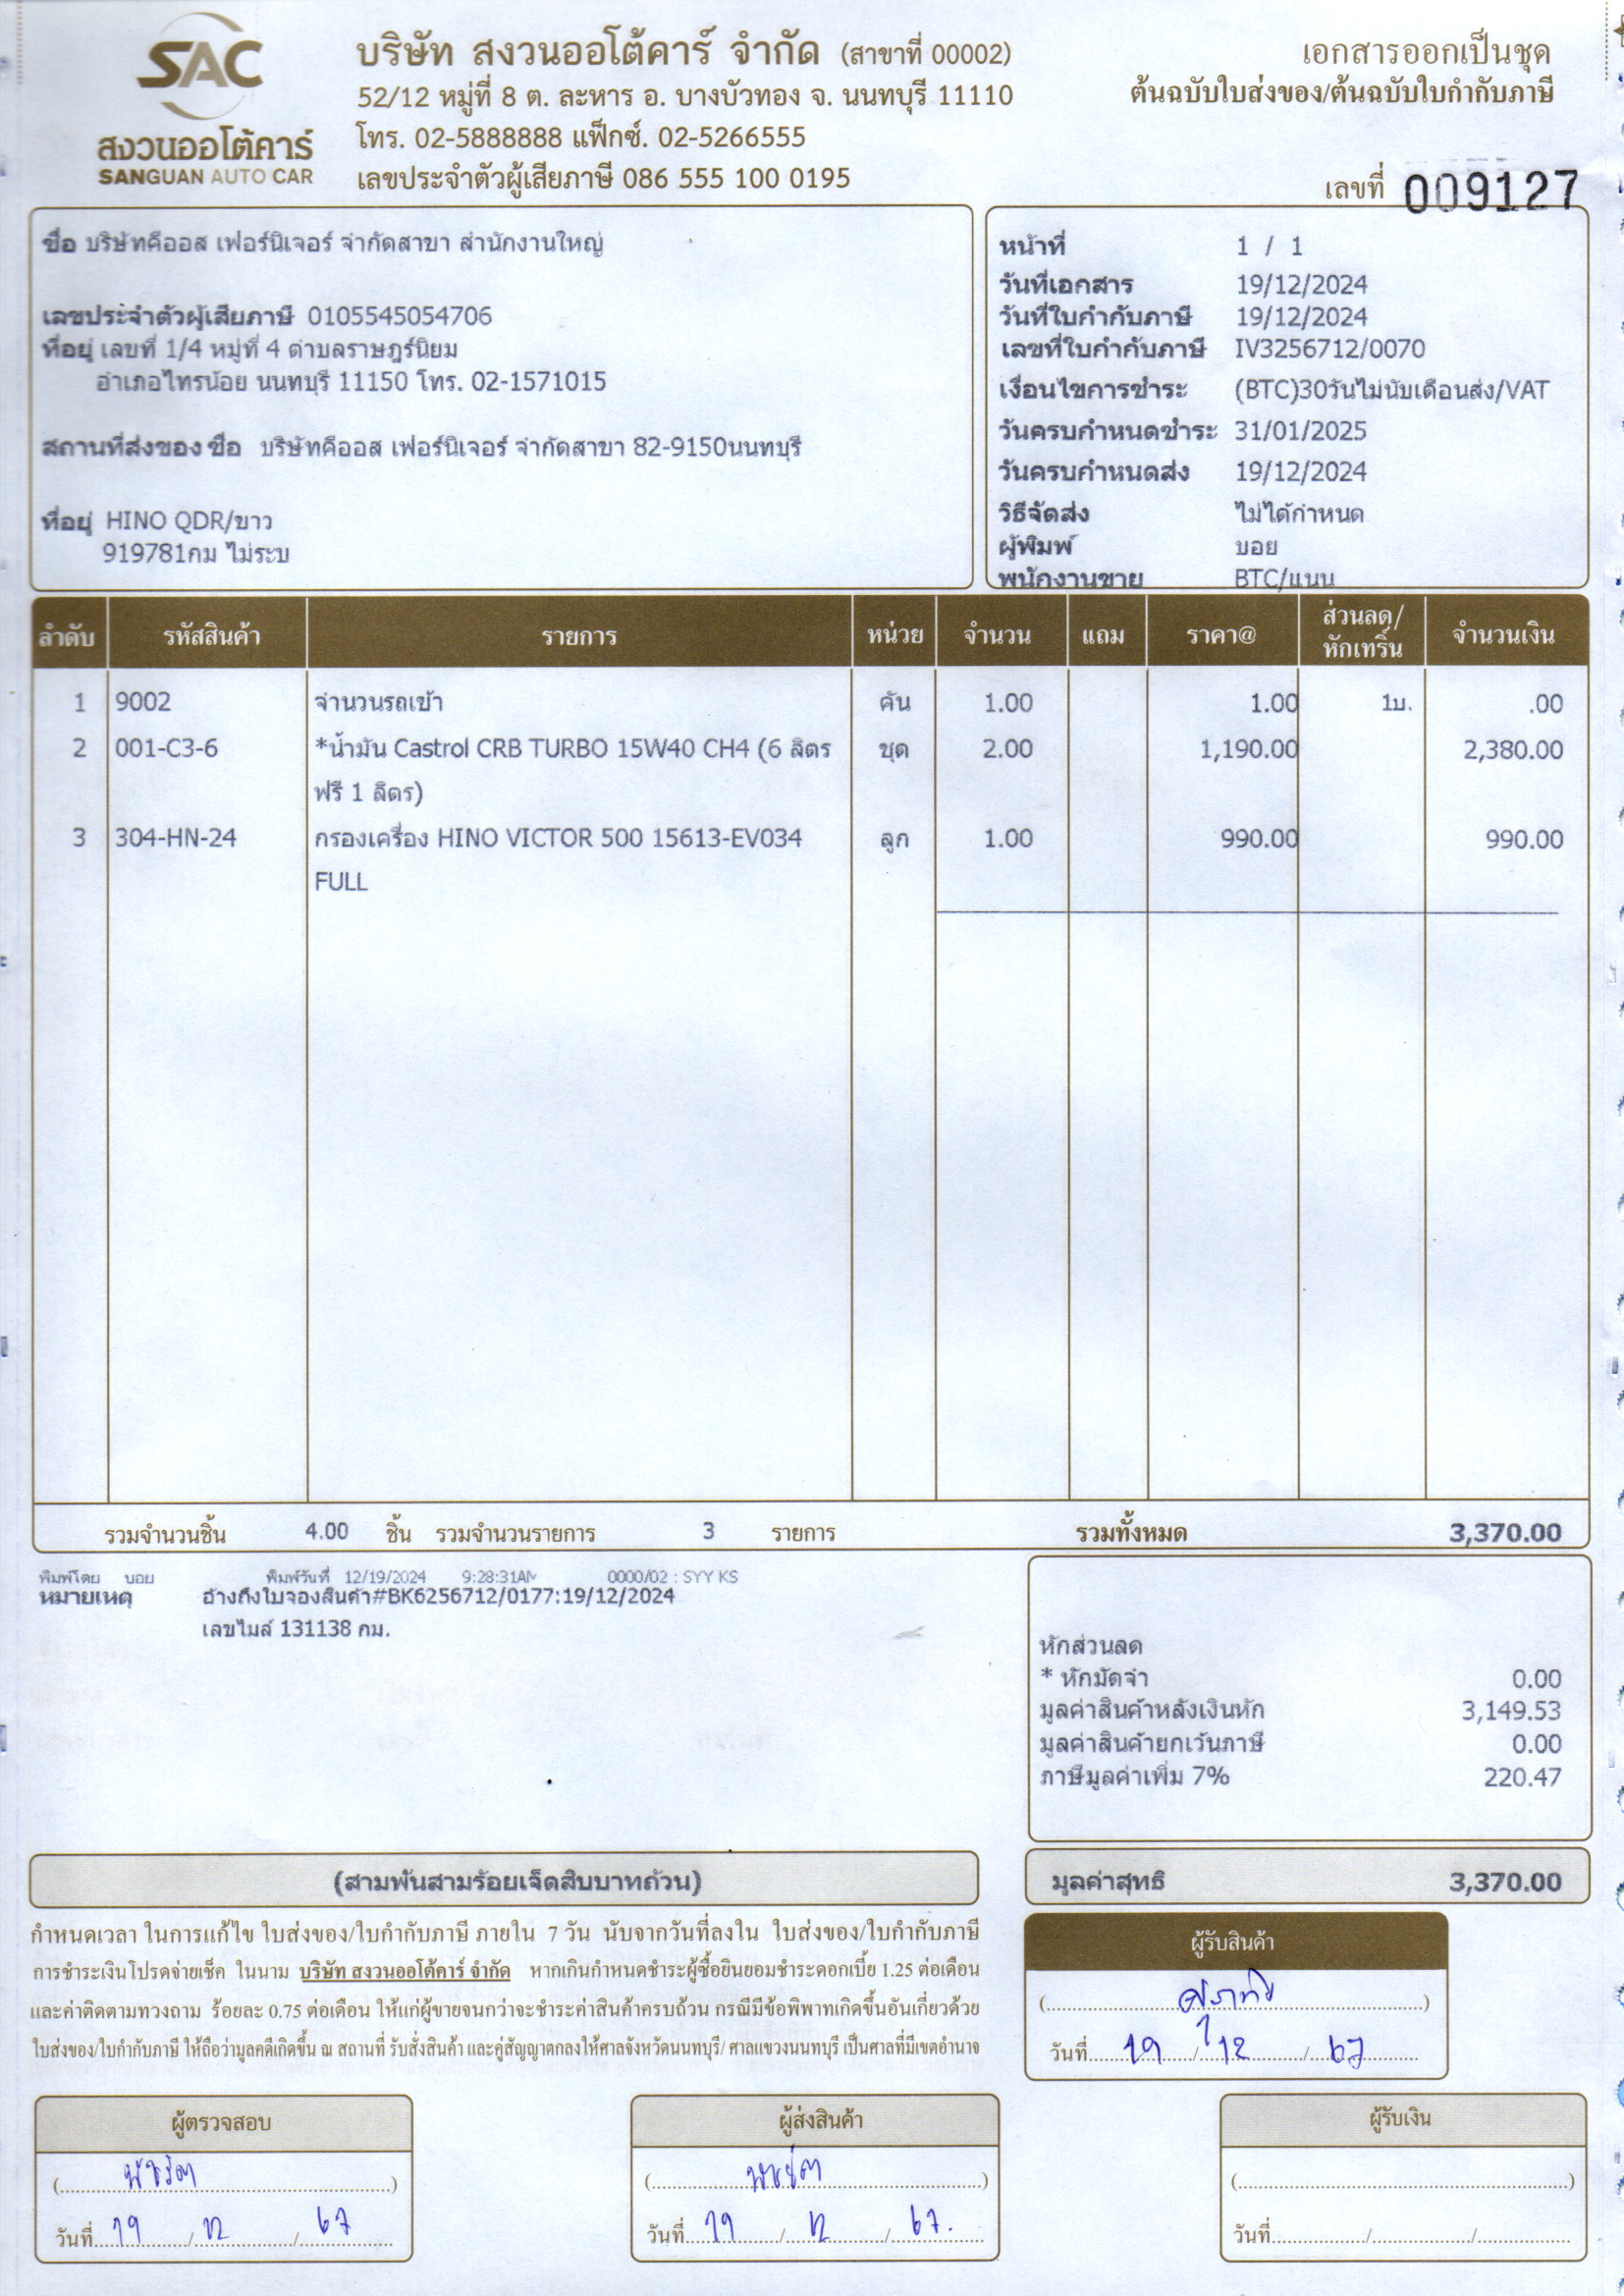 SAC
สงวนออโต้คาร์
SANGUAN AUTO CAR
บริษัท สงวนออโต้คาร์ จำกัด (สาขาที่ 00002)
52/12 หมู่ที่ 8 ต. ละหาร อ. บางบัวทอง จ. นนทบุรี 11110
โทร. 02-5888888 แฟ็กซ์. 02-5266555
เลขประจำตัวผู้เสียภาษี 086 555 100 0195
เอกสารออกเป็นชุด
ต้นฉบับใบส่งของ/ต้นฉบับใบกำกับภาษี
เลขที่ 009127
ชื่อ บริษัทคีออส เฟอร์นิเจอร์ จำกัดสาขา สำนักงานใหญ่
เลขประจำตัวผู้เสียภาษี 0105545054706
ที่อยู่ เลขที่ 1/4 หมู่ที่ 4 ตำบลราษฎร์นิยม
อำเภอไทรน้อย นนทบุรี 11150 โทร. 02-1571015
สถานที่ส่งของ ชื่อ บริษัทคีออส เฟอร์นิเจอร์ จำกัดสาขา 82-9150นนทบุรี
ที่อยู่ HINO QDR/ขาว
919781กม ไม่ระบ
หน้าที่ 1 / 1
วันที่เอกสาร 19/12/2024
วันที่ใบกำกับภาษี 19/12/2024
เลขที่ใบกำกับภาษี IV3256712/0070
เงื่อนไขการชำระ (BTC)30วันไม่นับเดือนส่ง/VAT
วันครบกำหนดชำระ 31/01/2025
วันครบกำหนดส่ง 19/12/2024
วิธีจัดส่ง ไม่ได้กำหนด
ผู้พิมพ์ บอย
พนักงานขาย BTC/แนน
ลำดับ รหัสสินค้า รายการ หน่วย จำนวน แถม ราคา@ ส่วนลด/หักเทริ์น จำนวนเงิน
1 9002 จำนวนรถเข้า คัน 1.00 1.00 1บ. .00
2 001-C3-6 *น้ำมัน Castrol CRB TURBO 15W40 CH4 (6 ลิตร ชุด 2.00 1,190.00 2,380.00
ฟรี 1 ลิตร)
3 304-HN-24 กรองเครื่อง HINO VICTOR 500 15613-EV034 ลูก 1.00 990.00 990.00
FULL
รวมจำนวนชิ้น 4.00 ชิ้น รวมจำนวนรายการ 3 รายการ รวมทั้งหมด 3,370.00
พิมพ์โดย บอย พิมพ์วันที่ 12/19/2024 9:28:31AM 0000/02 : SYY KS
หมายเหตุ อ้างถึงใบจองสินค้า#BK6256712/0177:19/12/2024
เลขไมล์ 131138 กม.
หักส่วนลด
* หักมัดจำ 0.00
มูลค่าสินค้าหลังเงินหัก 3,149.53
มูลค่าสินค้ายกเว้นภาษี 0.00
ภาษีมูลค่าเพิ่ม 7% 220.47
(สามพันสามร้อยเจ็ดสิบบาทถ้วน)
มูลค่าสุทธิ 3,370.00
กำหนดเวลา ในการแก้ไข ใบส่งของ/ใบกำกับภาษี ภายใน 7 วัน นับจากวันที่ลงใน ใบส่งของ/ใบกำกับภาษี
การชำระเงินโปรดจ่ายเช็ค ในนาม บริษัท สงวนออโต้คาร์ จำกัด หากเกินกำหนดชำระผู้ซื้อยินยอมชำระดอกเบี้ย 1.25 ต่อเดือน
และค่าติดตามทวงถาม ร้อยละ 0.75 ต่อเดือน ให้แก่ผู้ขายจนกว่าจะชำระค่าสินค้าครบถ้วน กรณีมีข้อพิพาทเกิดขึ้นอันเกี่ยวด้วย
ใบส่งของ/ใบกำกับภาษี ให้ถือว่ามูลคดีเกิดขึ้น ณ สถานที่ รับสั่งสินค้า และคู่สัญญาตกลงให้ศาลจังหวัดนนทบุรี/ ศาลแขวงนนทบุรี เป็นศาลที่มีเขตอำนาจ
ผู้รับสินค้า
วันที่ 19 / 12 / 67
ผู้ตรวจสอบ
วันที่ 19 / 12 / 67
ผู้ส่งสินค้า
วันที่ 19 / 12 / 67.
ผู้รับเงิน
วันที่ / /